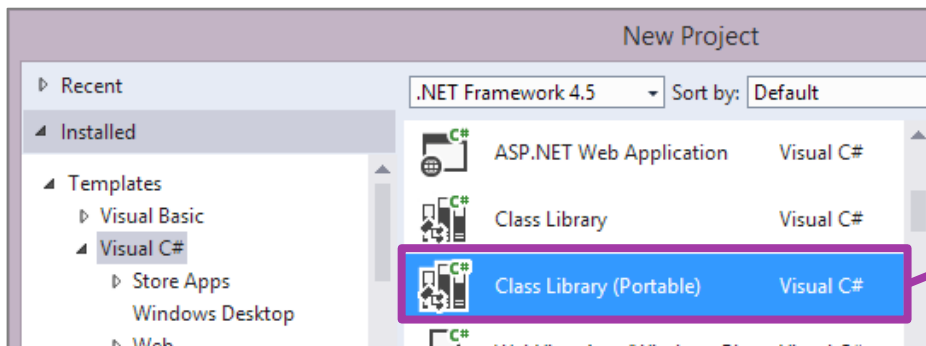 New Project
Recent
.NET Framework 4.5
Sort by: Default
Installed
Templates
Visual Basic
Visual C#
Store Apps
Windows Desktop
Web
C#
ASP.NET Web Application
Visual C#
C#
Class Library
Visual C#
C#
Class Library (Portable)
Visual C#
C#